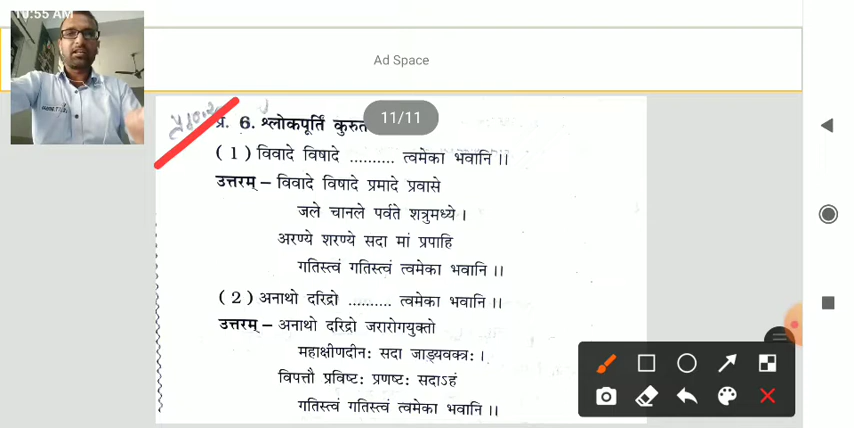 10:55 AM
Ad Space
11/11
प्र. 6. श्लोकपूर्तिं कुरुत
( 1 ) विवादे विषादे .......... त्वमेका भवानि ।।
उत्तरम् – विवादे विषादे प्रमादे प्रवासे
जले चानले पर्वते शत्रुमध्ये ।
अरण्ये शरण्ये सदा मां प्रपाहि
गतिस्त्वं गतिस्त्वं त्वमेका भवानि ।।
( 2 ) अनाथो दरिद्रो .......... त्वमेका भवानि ।।
उत्तरम् – अनाथो दरिद्रो जरारोगयुक्तो
महाक्षीणदीनः सदा जाड्यवक्त्रः ।
विपत्तौ प्रविष्टः प्रणष्टः सदाऽहं
गतिस्त्वं गतिस्त्वं त्वमेका भवानि ।।